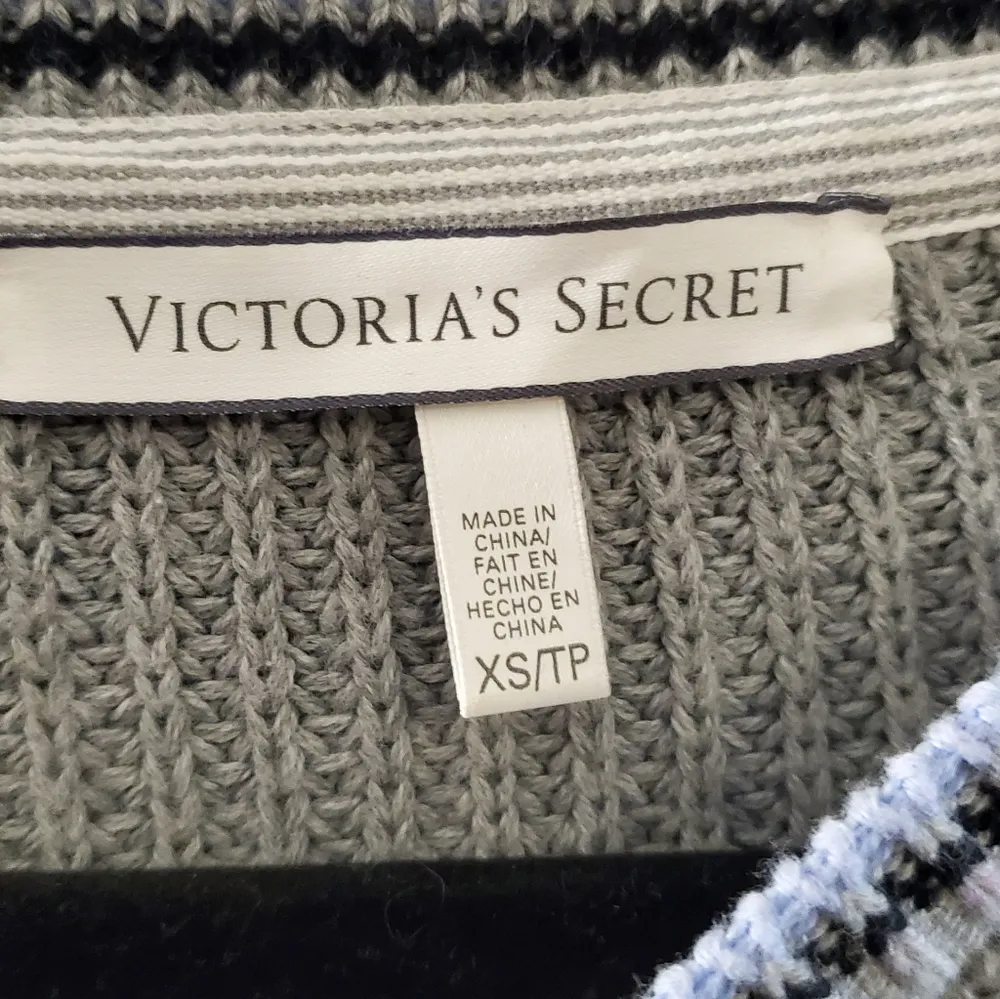 VICTORIA'S SECRET
MADE IN
CHINA/
FAIT EN
CHINE/
HECHO EN
CHINA
XS/TP